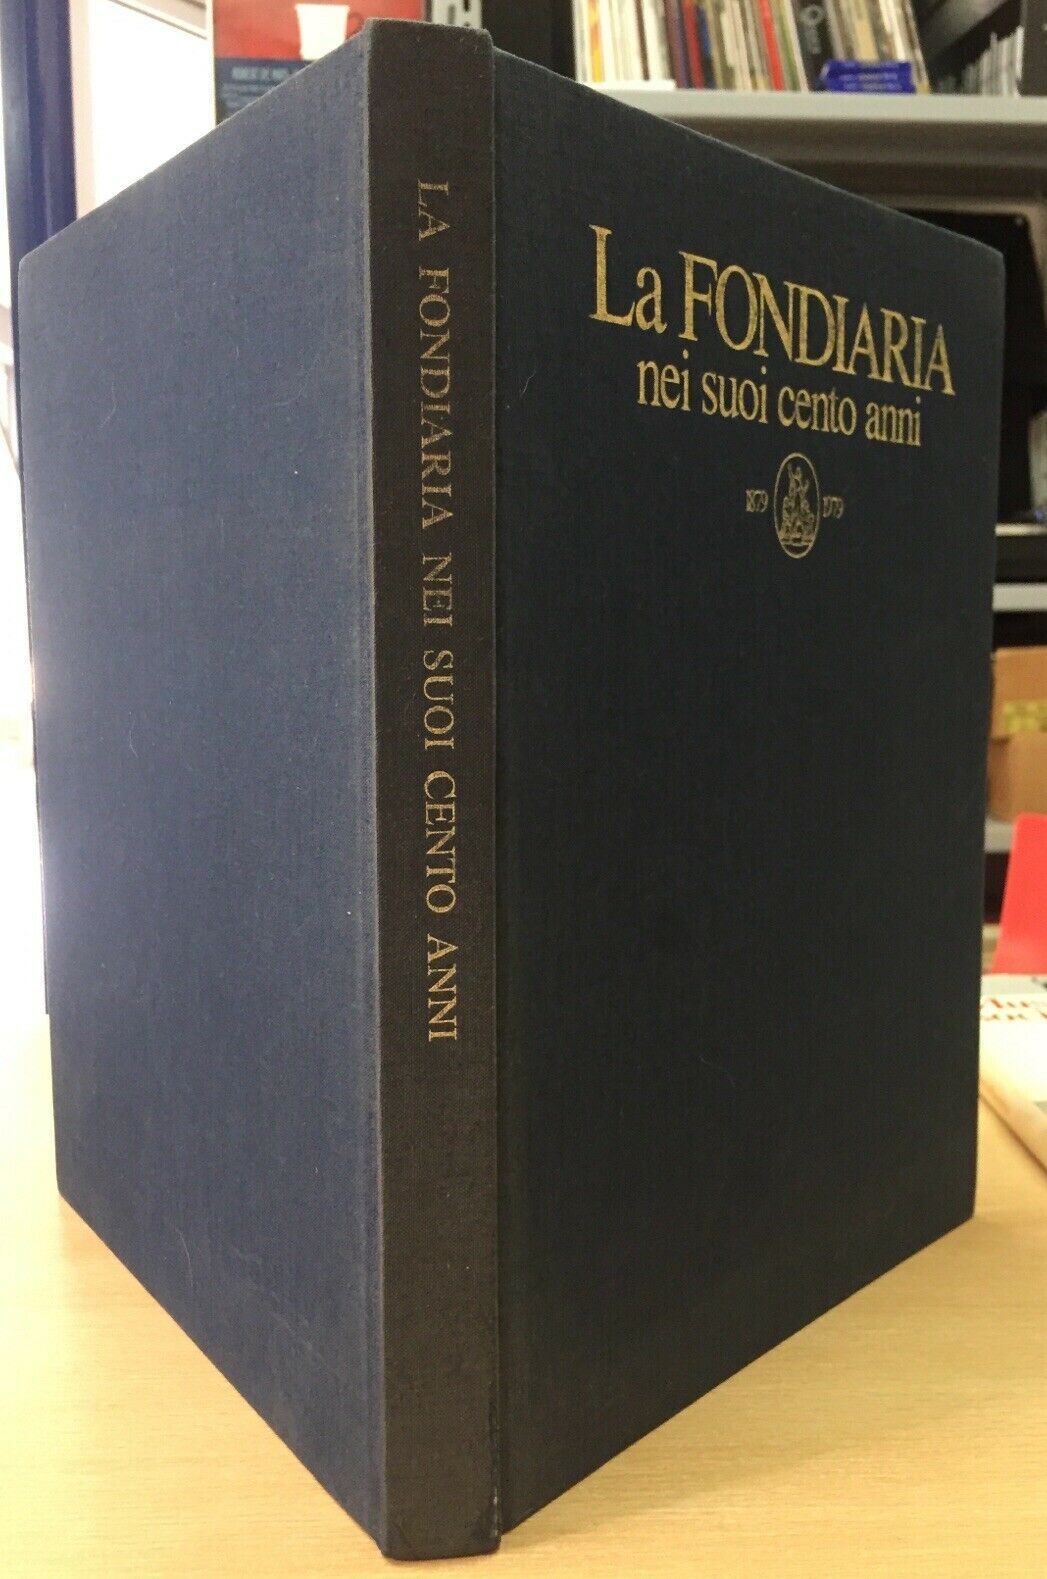 LA FONDIARIA NEI SUOI CENTO ANNI
La FONDIARIA
nei suoi cento anni
1879 1979